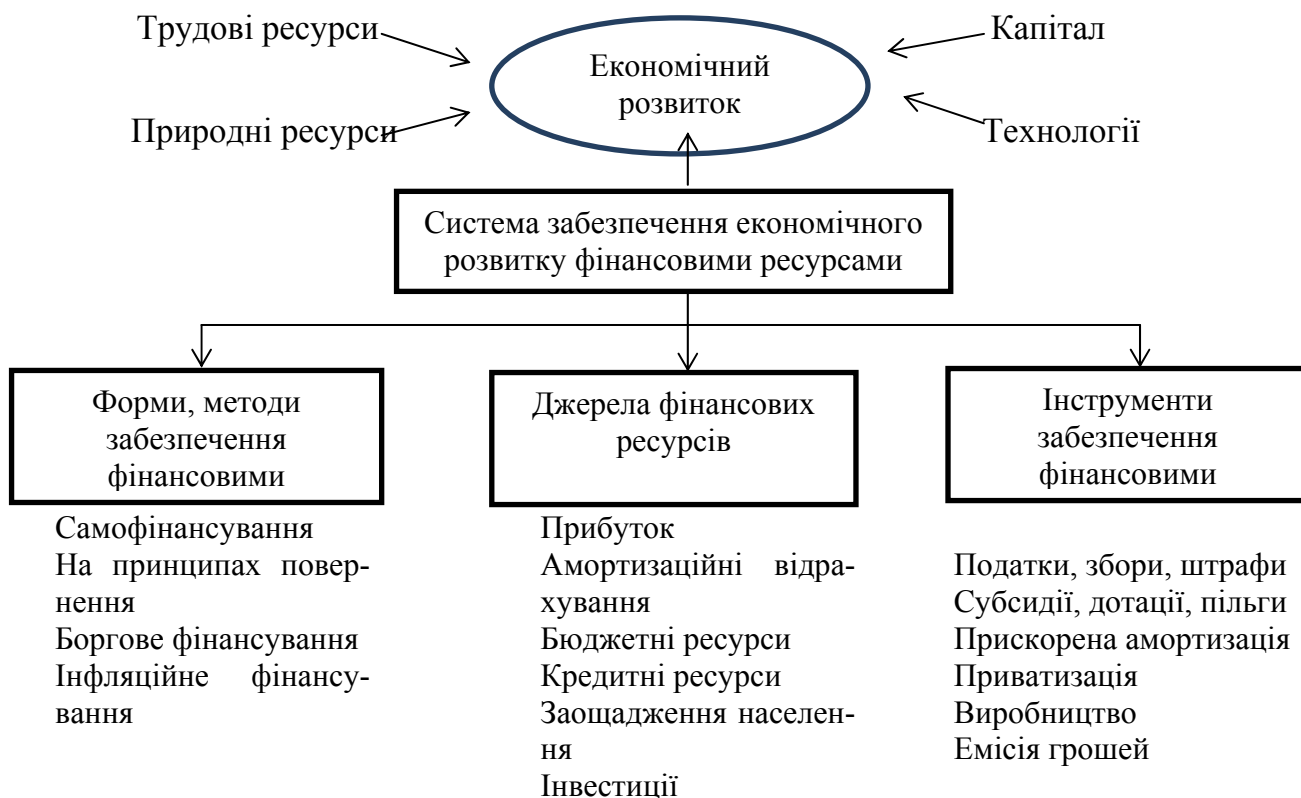 Трудові ресурси
Капітал
Економічний
розвиток
Природні ресурси
Технології
Система забезпечення економічного
розвитку фінансовими ресурсами
Форми, методи
забезпечення
фінансовими
Джерела фінансових
ресурсів
Інструменти
забезпечення
фінансовими
Самофінансування
На принципах повер-
нення
Боргове фінансування
Інфляційне фінансу-
вання
Прибуток
Амортизаційні відра-
хування
Бюджетні ресурси
Кредитні ресурси
Заощадження населен-
ня
Інвестиції
Податки, збори, штрафи
Субсидії, дотації, пільги
Прискорена амортизація
Приватизація
Виробництво
Емісія грошей